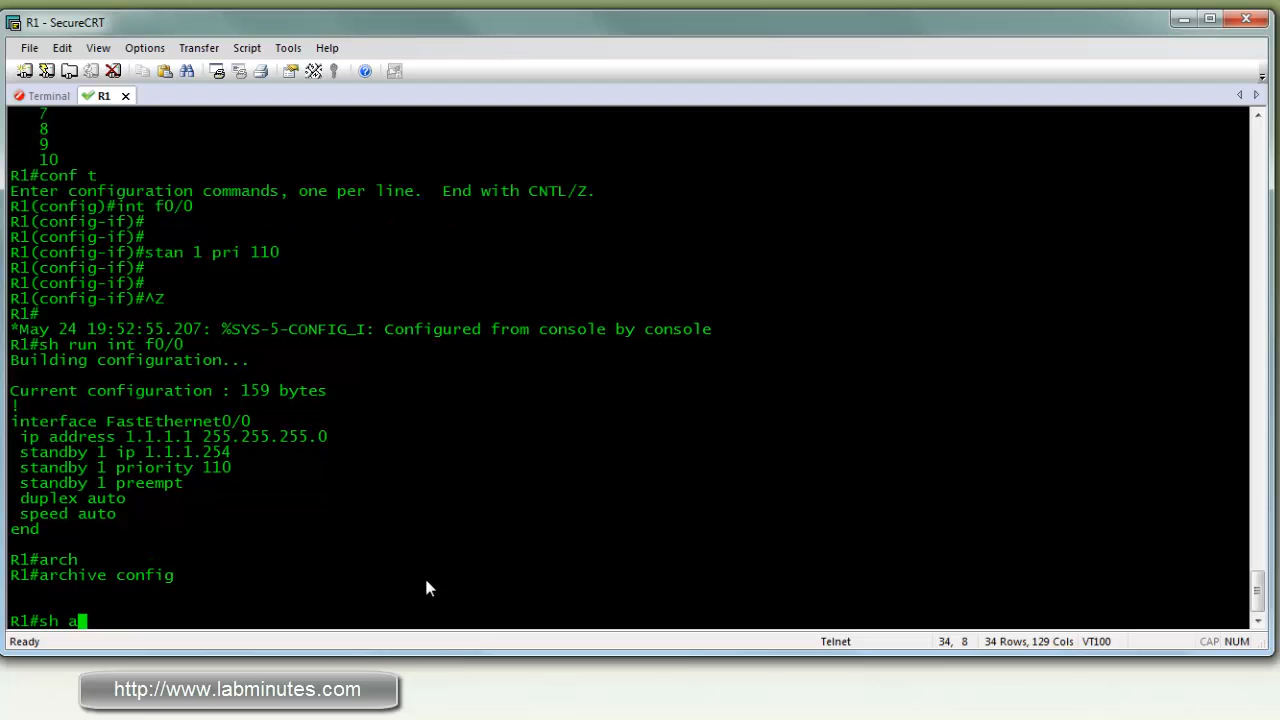 R1 - SecureCRT
File Edit View Options Transfer Script Tools Help
Terminal R1
7
8
9
10
R1#conf t
Enter configuration commands, one per line.  End with CNTL/Z.
R1(config)#int f0/0
R1(config-if)#
R1(config-if)#
R1(config-if)#stan 1 pri 110
R1(config-if)#
R1(config-if)#
R1(config-if)#^Z
R1#
*May 24 19:52:55.207: %SYS-5-CONFIG_I: Configured from console by console
R1#sh run int f0/0
Building configuration...
Current configuration : 159 bytes
!
interface FastEthernet0/0
ip address 1.1.1.1 255.255.255.0
standby 1 ip 1.1.1.254
standby 1 priority 110
standby 1 preempt
duplex auto
speed auto
end
R1#arch
R1#archive config
R1#sh a
Ready Telnet 34, 8 34 Rows, 129 Cols VT100 CAP NUM
http://www.labminutes.com